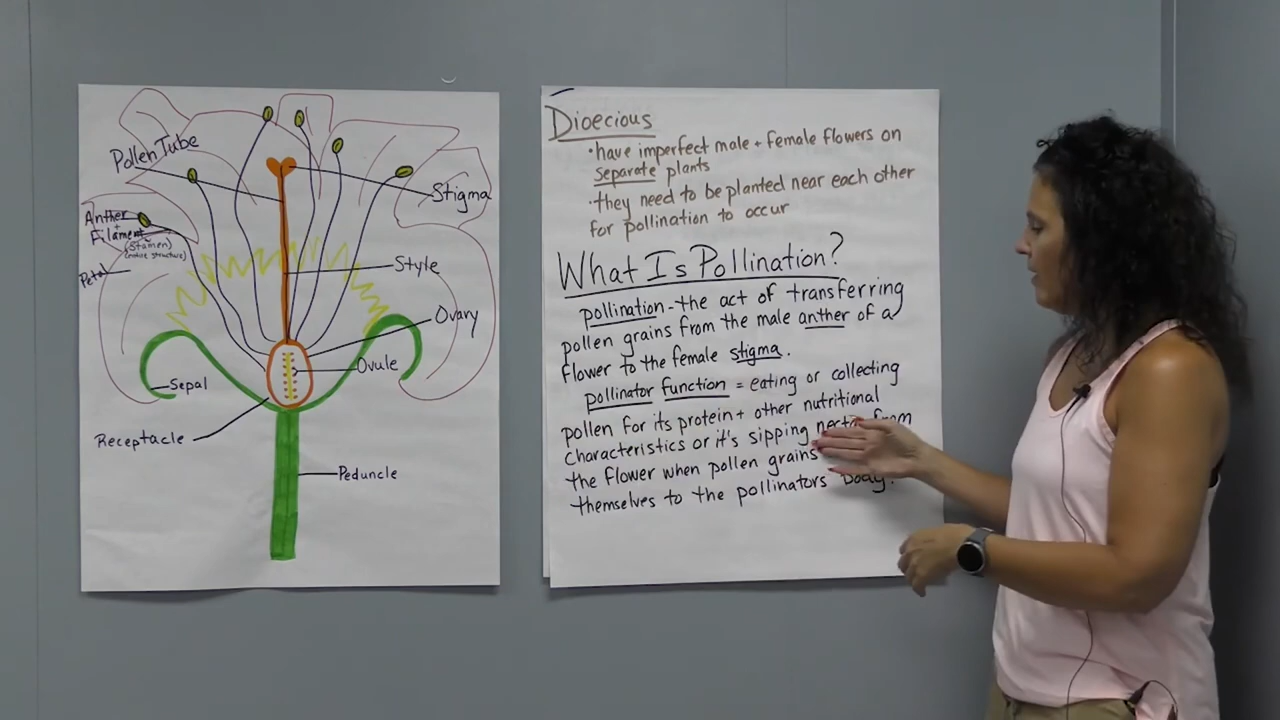 Pollen Tube
Stigma
Anther
+
Filament
(Stamen)
(entire structure)
Petal
Style
Ovary
Ovule
Sepal
Receptacle
Peduncle
Dioecious
• have imperfect male + female flowers on
separate plants
• they need to be planted near each other
for pollination to occur
What Is Pollination?
pollination - the act of transferring
pollen grains from the male anther of a
flower to the female stigma.
pollinator function = eating or collecting
pollen for its protein + other nutritional
characteristics or it's sipping nectar from
the flower when pollen grains
themselves to the pollinators body.